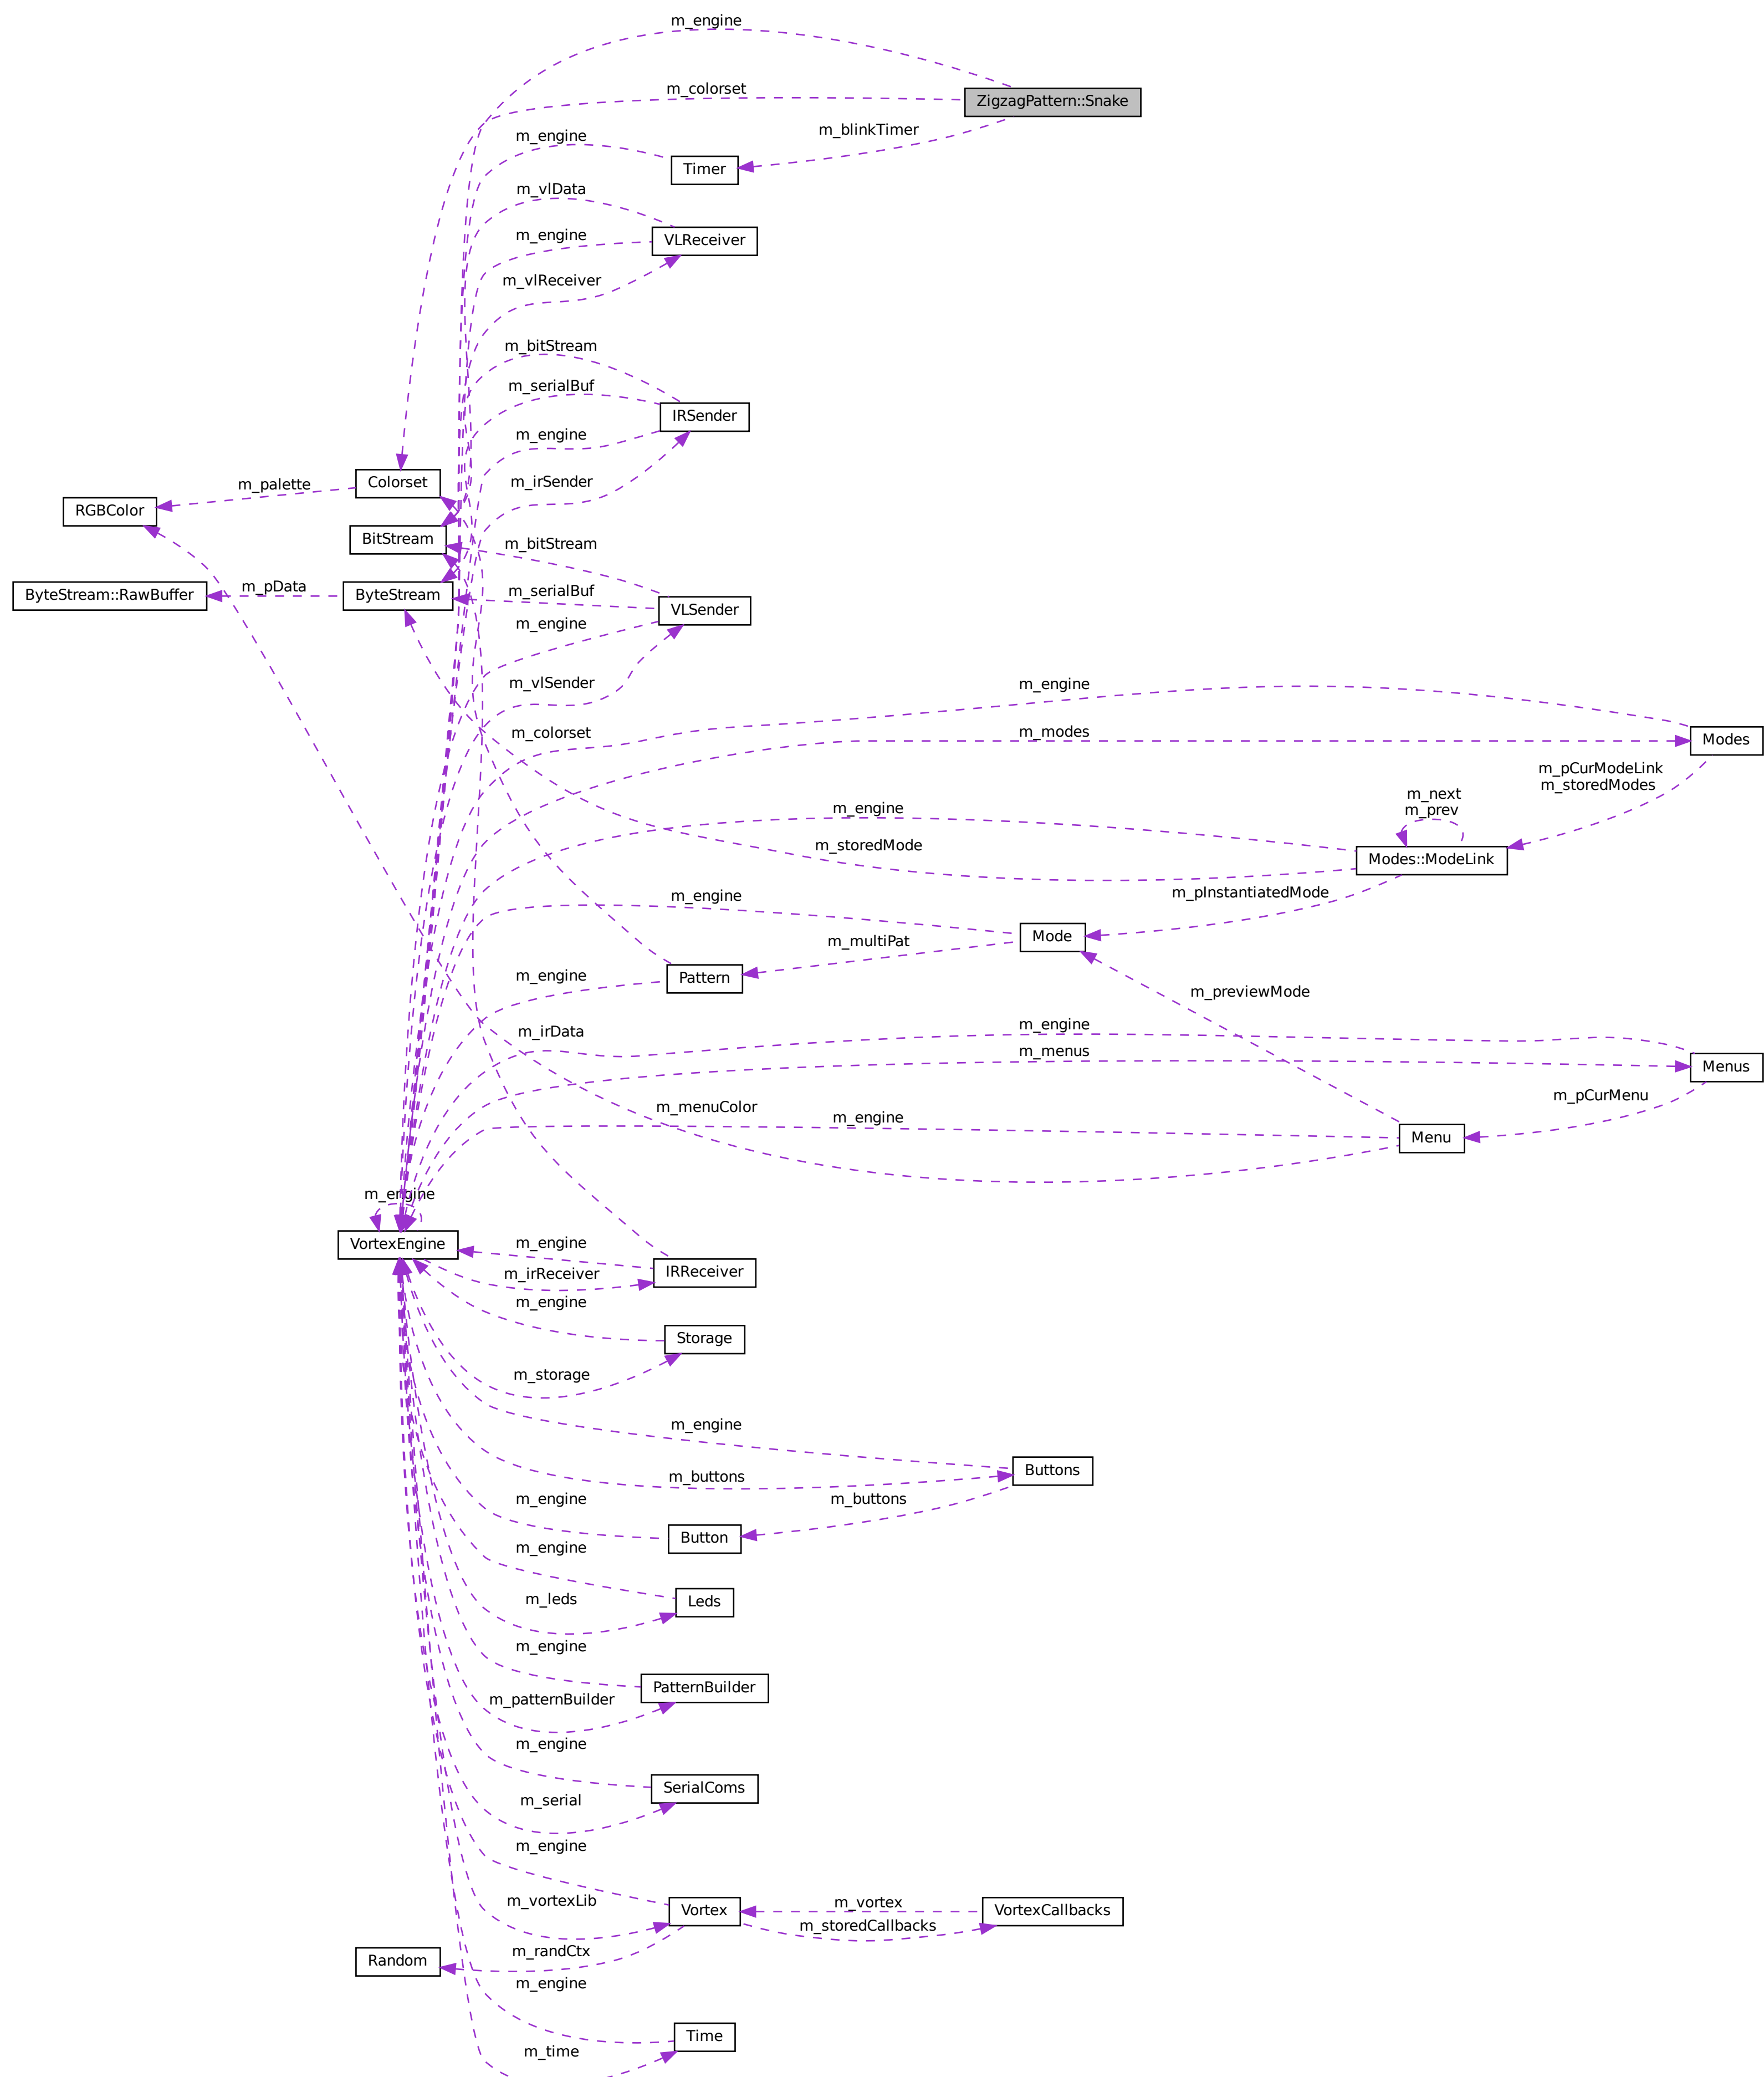 m_engine
m_colorset
ZigzagPattern::Snake
m_blinkTimer
m_engine
Timer
m_vlData
m_engine
VLReceiver
m_vlReceiver
m_bitStream
m_serialBuf
IRSender
m_engine
m_irSender
Colorset
m_palette
RGBColor
BitStream
m_bitStream
m_pData
ByteStream::RawBuffer
ByteStream
m_serialBuf
VLSender
m_engine
m_vlSender
m_engine
m_colorset
m_modes
Modes
m_pCurModeLink
m_storedModes
m_next
m_prev
m_engine
m_storedMode
Modes::ModeLink
m_pInstantiatedMode
m_engine
Mode
m_multiPat
m_engine
Pattern
m_previewMode
m_irData
m_engine
m_menus
Menus
m_pCurMenu
m_menuColor
m_engine
Menu
m_engine
VortexEngine
m_engine
m_irReceiver
IRReceiver
m_engine
Storage
m_storage
m_engine
Buttons
m_buttons
m_engine
m_buttons
Button
m_engine
m_leds
Leds
m_engine
PatternBuilder
m_patternBuilder
m_engine
SerialComs
m_serial
m_engine
m_vortexLib
Vortex
m_vortex
m_storedCallbacks
VortexCallbacks
m_randCtx
Random
m_engine
Time
m_time